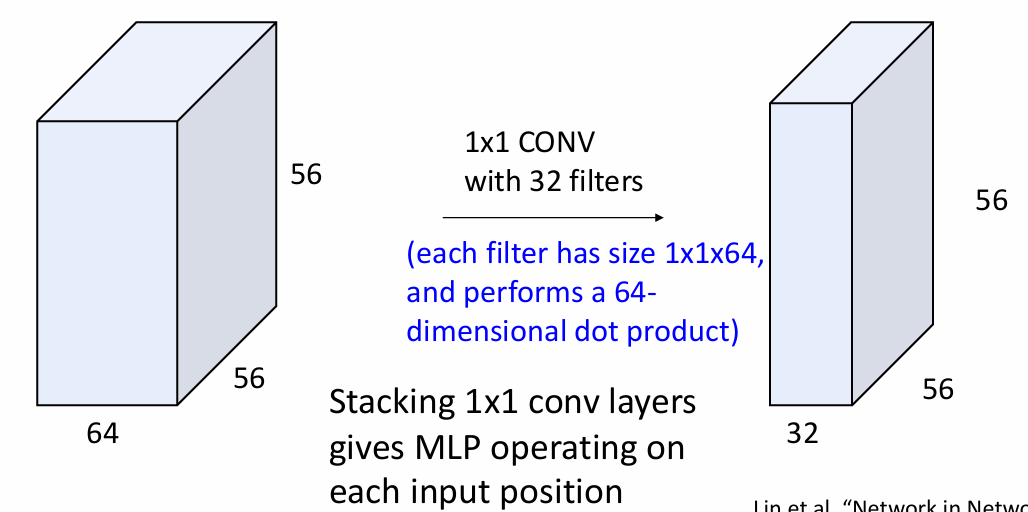 56
56
64
1x1 CONV
with 32 filters
(each filter has size 1x1x64,
and performs a 64-
dimensional dot product)
Stacking 1x1 conv layers
gives MLP operating on
each input position
56
56
32
Lin et al, “Network in